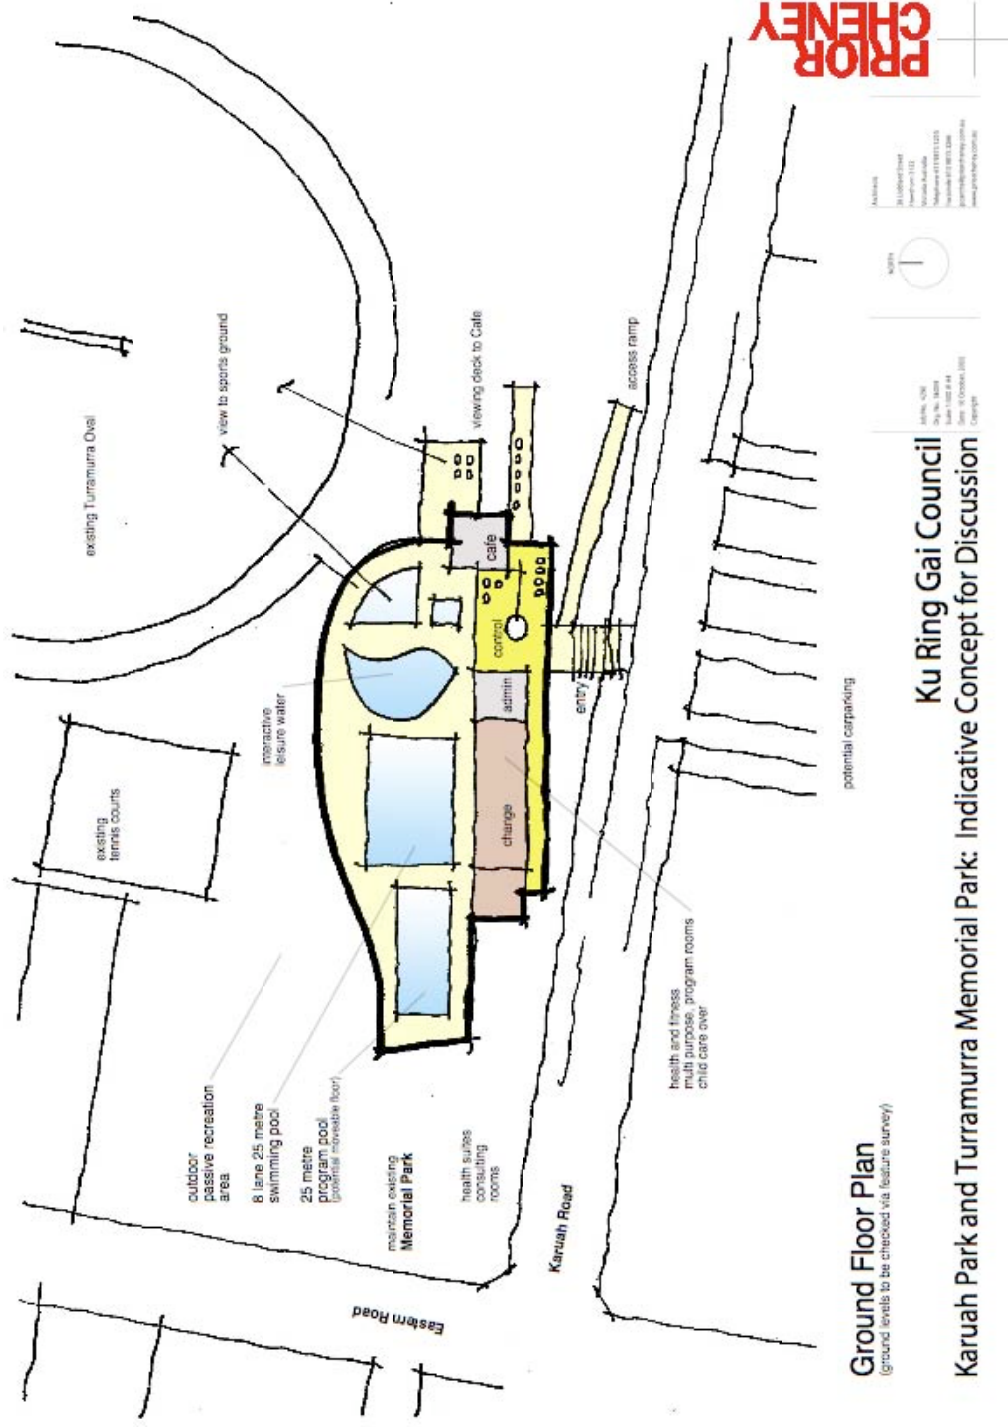 existing Turramurra Oval
view to sports ground
viewing deck to Cafe
access ramp
existing
tennis courts
interactive
leisure water
cafe
control
admin
change
entry
outdoor
passive recreation
area
8 lane 25 metre
swimming pool
25 metre
program pool
(potential moveable floor)
maintain existing
Memorial Park
health suites
consulting
rooms
health and fitness
multi purpose, program rooms
child care over
potential carparking
Eastern Road
Karuah Road
Ground Floor Plan
(ground levels to be checked via feature survey)
Ku Ring Gai Council
Karuah Park and Turramurra Memorial Park: Indicative Concept for Discussion
NORTH
Architects
Copyright
PRIOR
CHENEY